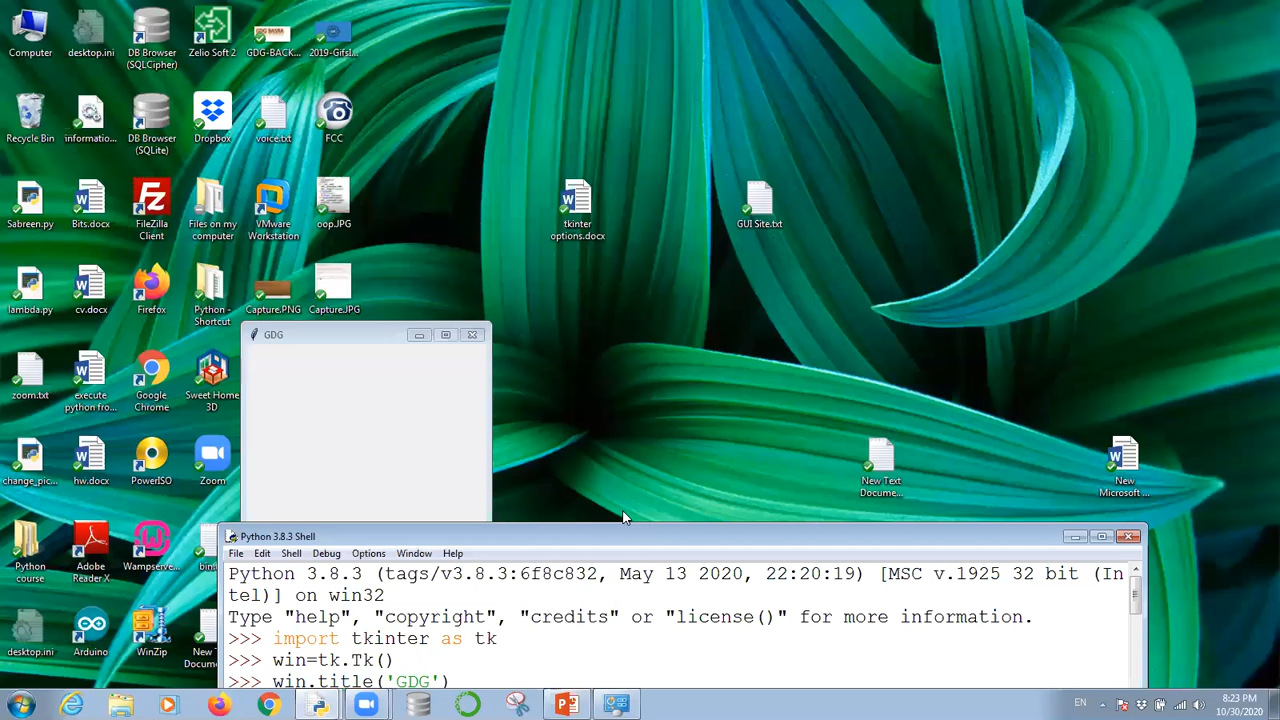 Computer
desktop.ini
DB Browser
(SQLCipher)
Zelio Soft 2
GDG-BACK...
2019-Gifsl...
Recycle Bin
informatio...
DB Browser
(SQLite)
Dropbox
voice.txt
FCC
Sabreen.py
Bits.docx
FileZilla
Client
Files on my
computer
VMware
Workstation
oop.JPG
tkinter
options.docx
GUI Site.txt
lambda.py
cv.docx
Firefox
Python -
Shortcut
Capture.PNG
Capture.JPG
GDG
zoom.txt
execute
python fro...
Google
Chrome
Sweet Home
3D
change_pic...
hw.docx
PowerISO
Zoom
New Text
Docume...
New
Microsoft ...
Python
course
Adobe
Reader X
Wampserve...
desktop.ini
Arduino
WinZip
New T
Docume
Python 3.8.3 Shell
File Edit Shell Debug Options Window Help
Python 3.8.3 (tags/v3.8.3:6f8c832, May 13 2020, 22:20:19) [MSC v.1925 32 bit (In
tel)] on win32
Type "help", "copyright", "credits" or "license()" for more information.
>>> import tkinter as tk
>>> win=tk.Tk()
>>> win.title('GDG')
EN
8:23 PM
10/30/2020